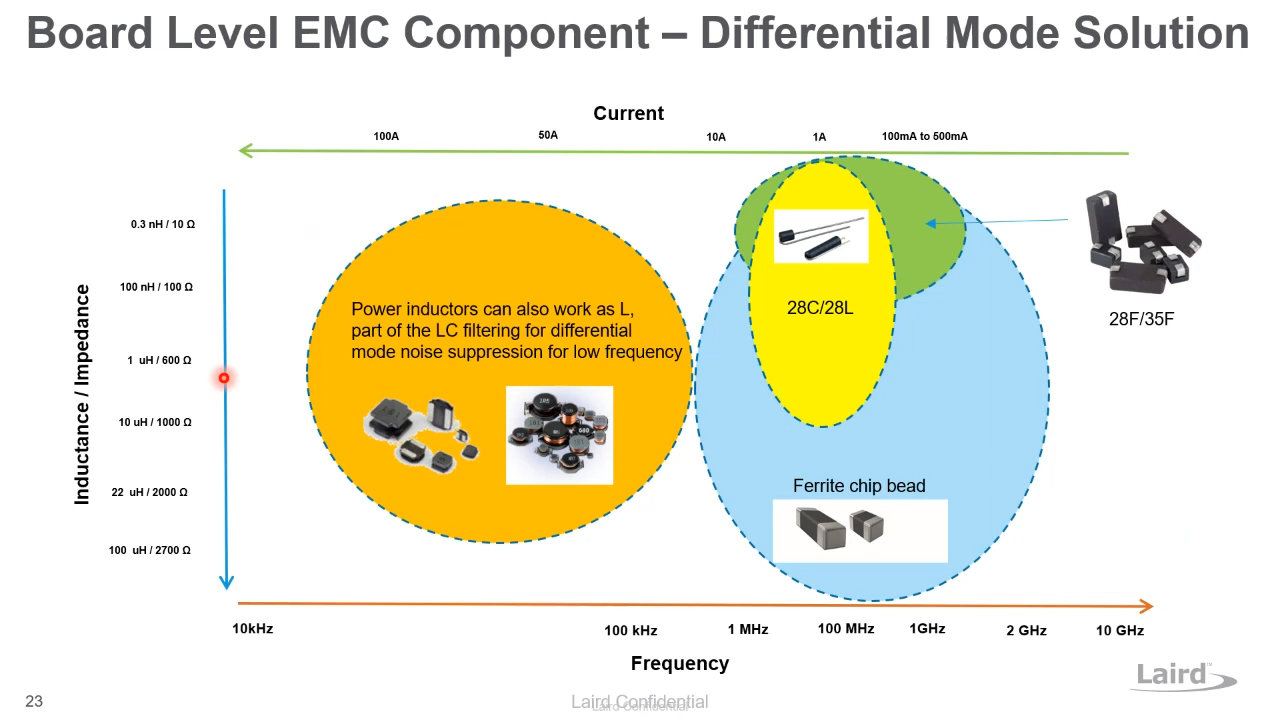 Board Level EMC Component – Differential Mode Solution
Current
100A
50A
10A
1A
100mA to 500mA
Inductance / Impedance
0.3 nH / 10 Ω
100 nH / 100 Ω
1 uH / 600 Ω
10 uH / 1000 Ω
22 uH / 2000 Ω
100 uH / 2700 Ω
Power inductors can also work as L,
part of the LC filtering for differential
mode noise suppression for low frequency
28C/28L
28F/35F
Ferrite chip bead
10kHz
100 kHz
1 MHz
100 MHz
1GHz
2 GHz
10 GHz
Frequency
Laird™
23
Laird Confidential
Laird Confidential